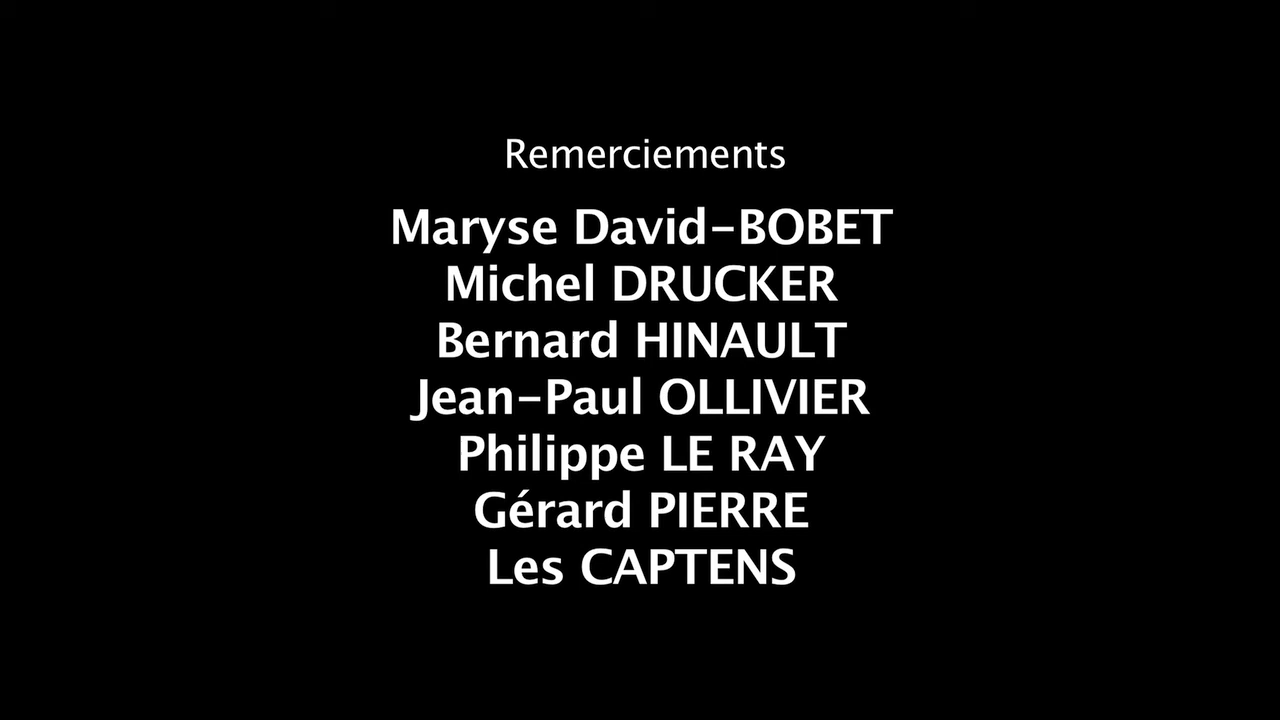 Remerciements
Maryse David-BOBET
Michel DRUCKER
Bernard HINAULT
Jean-Paul OLLIVIER
Philippe LE RAY
Gérard PIERRE
Les CAPTENS